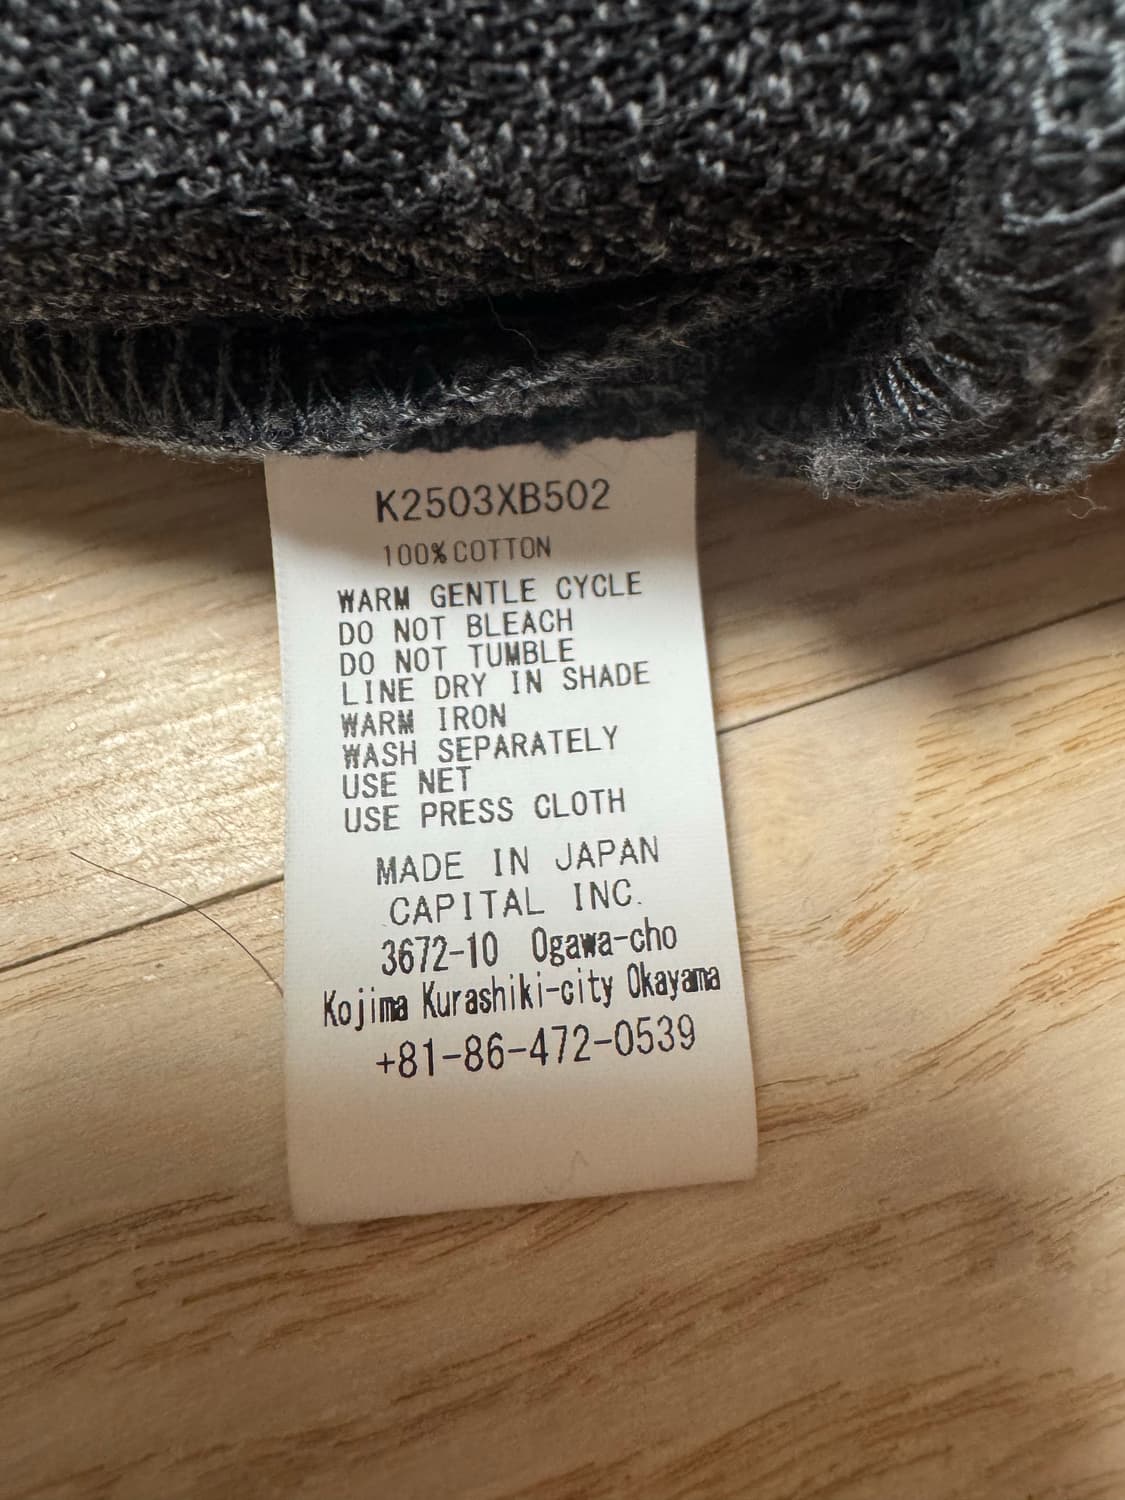 K2503XB502
100%COTTON
WARM GENTLE CYCLE
DO NOT BLEACH
DO NOT TUMBLE
LINE DRY IN SHADE
WARM IRON
WASH SEPARATELY
USE NET
USE PRESS CLOTH
MADE IN JAPAN
CAPITAL INC.
3672-10 Ogawa-cho
Kojima Kurashiki-city Okayama
+81-86-472-0539